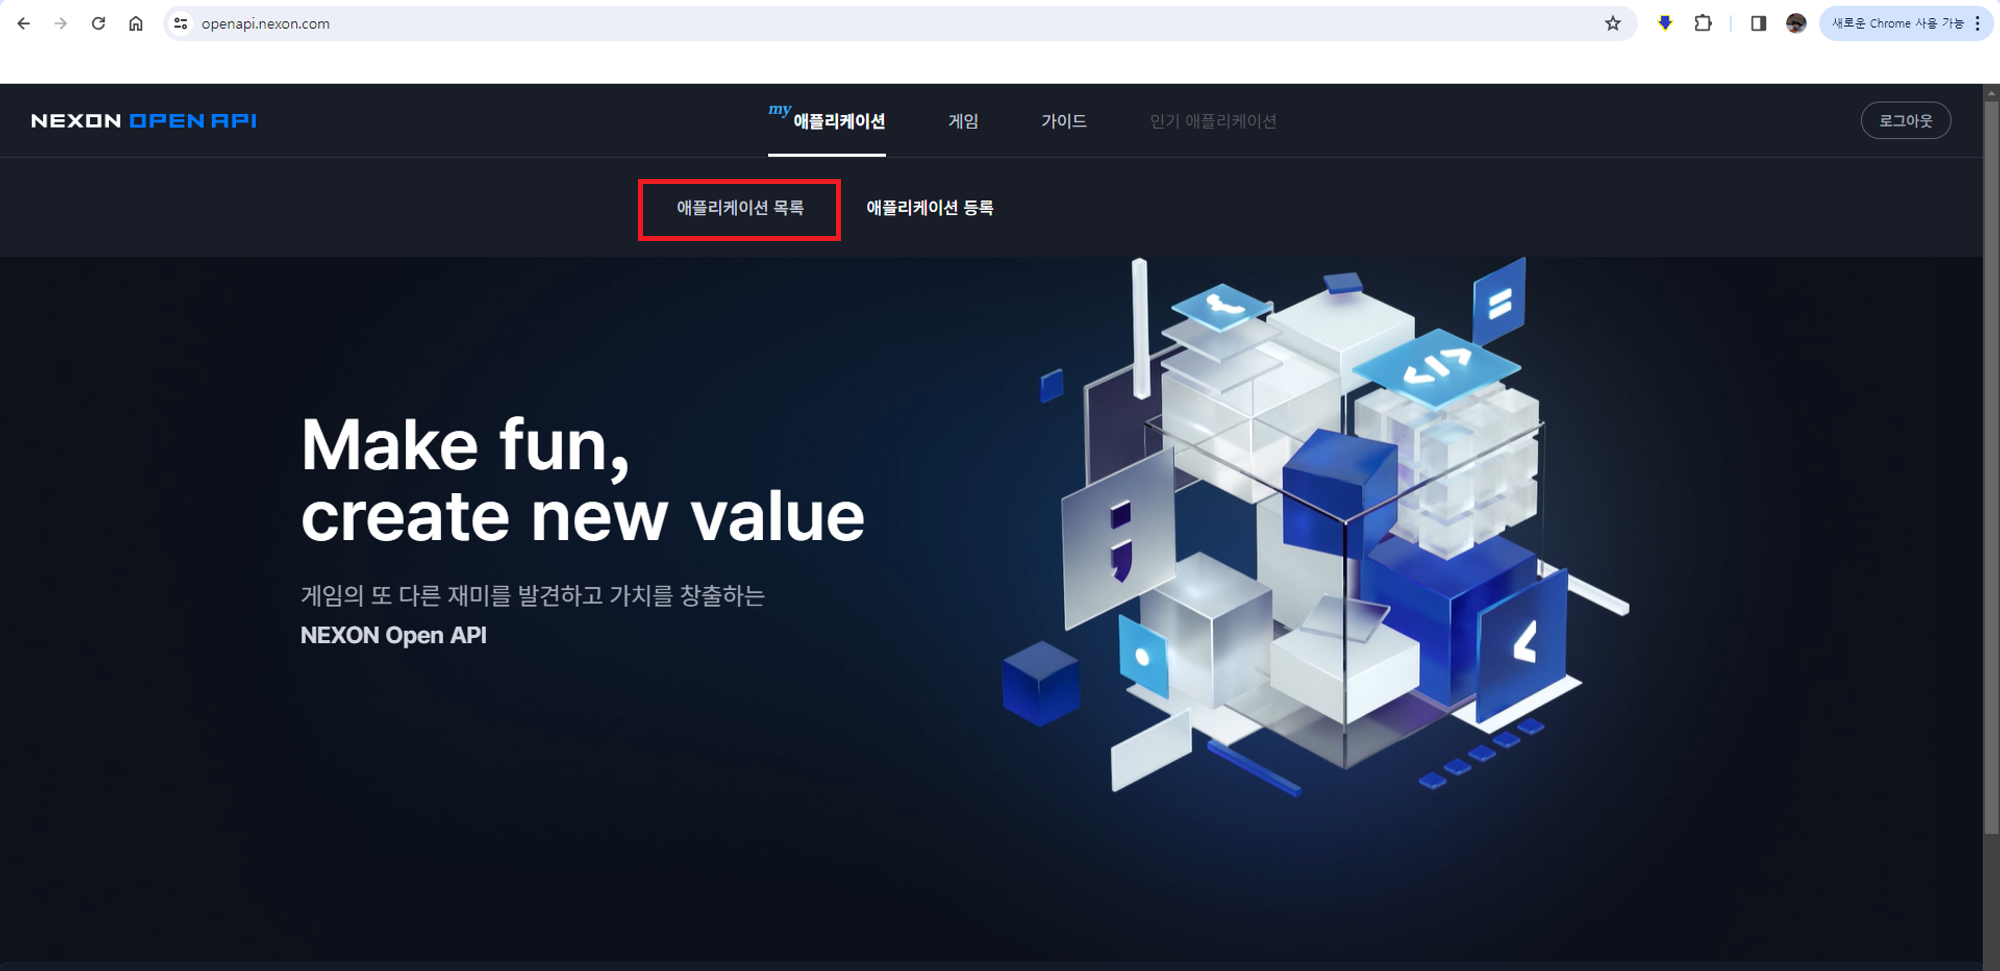 openapi.nexon.com
새로운 Chrome 사용 가능
NEXON OPEN API
my 애플리케이션
게임
가이드
인기 애플리케이션
로그아웃
애플리케이션 목록
애플리케이션 등록
Make fun,
create new value
게임의 또 다른 재미를 발견하고 가치를 창출하는
NEXON Open API